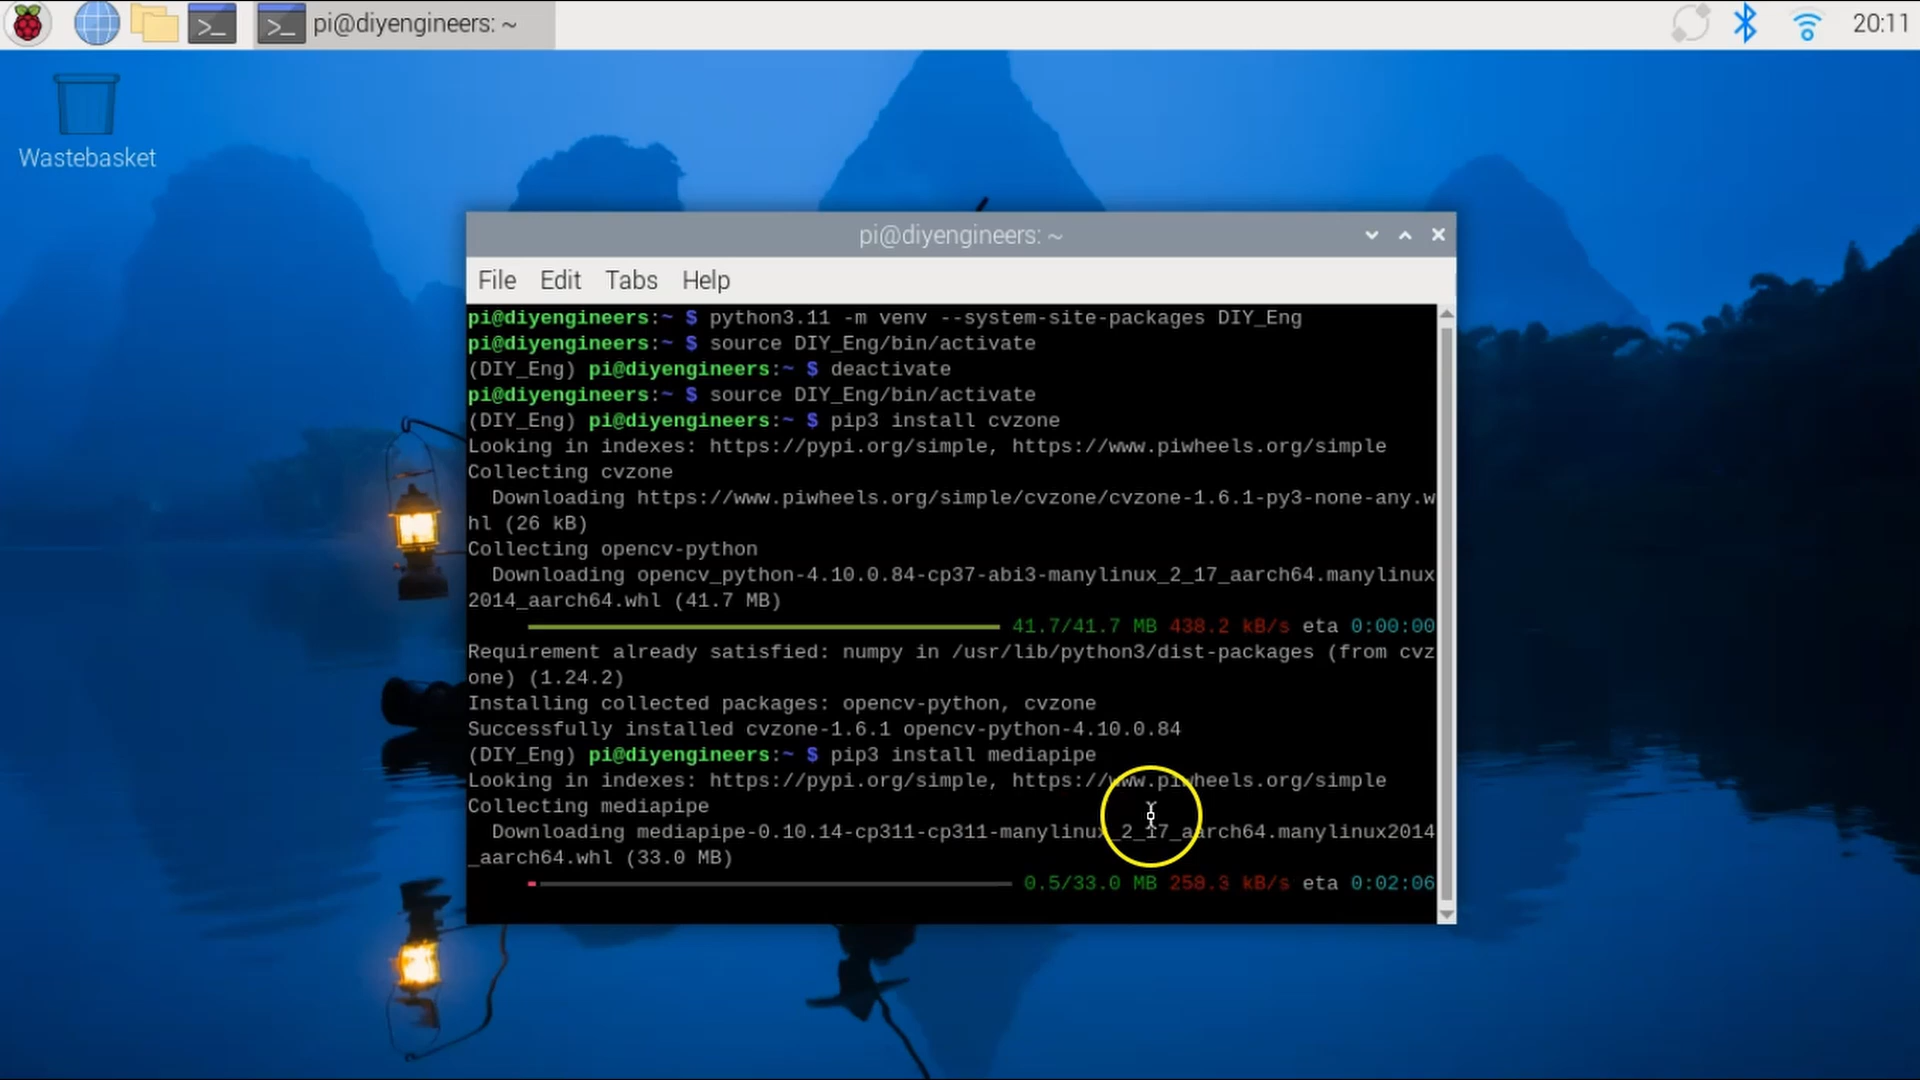 pi@diyengineers: ~
20:11
Wastebasket
pi@diyengineers: ~
File Edit Tabs Help
pi@diyengineers:~ $ python3.11 -m venv --system-site-packages DIY_Eng
pi@diyengineers:~ $ source DIY_Eng/bin/activate
(DIY_Eng) pi@diyengineers:~ $ deactivate
pi@diyengineers:~ $ source DIY_Eng/bin/activate
(DIY_Eng) pi@diyengineers:~ $ pip3 install cvzone
Looking in indexes: https://pypi.org/simple, https://www.piwheels.org/simple
Collecting cvzone
Downloading https://www.piwheels.org/simple/cvzone/cvzone-1.6.1-py3-none-any.w
hl (26 kB)
Collecting opencv-python
Downloading opencv_python-4.10.0.84-cp37-abi3-manylinux_2_17_aarch64.manylinux
2014_aarch64.whl (41.7 MB)
41.7/41.7 MB 438.2 kB/s eta 0:00:00
Requirement already satisfied: numpy in /usr/lib/python3/dist-packages (from cvz
one) (1.24.2)
Installing collected packages: opencv-python, cvzone
Successfully installed cvzone-1.6.1 opencv-python-4.10.0.84
(DIY_Eng) pi@diyengineers:~ $ pip3 install mediapipe
Looking in indexes: https://pypi.org/simple, https://www.piwheels.org/simple
Collecting mediapipe
Downloading mediapipe-0.10.14-cp311-cp311-manylinux_2_17_aarch64.manylinux2014
_aarch64.whl (33.0 MB)
0.5/33.0 MB 258.3 kB/s eta 0:02:06